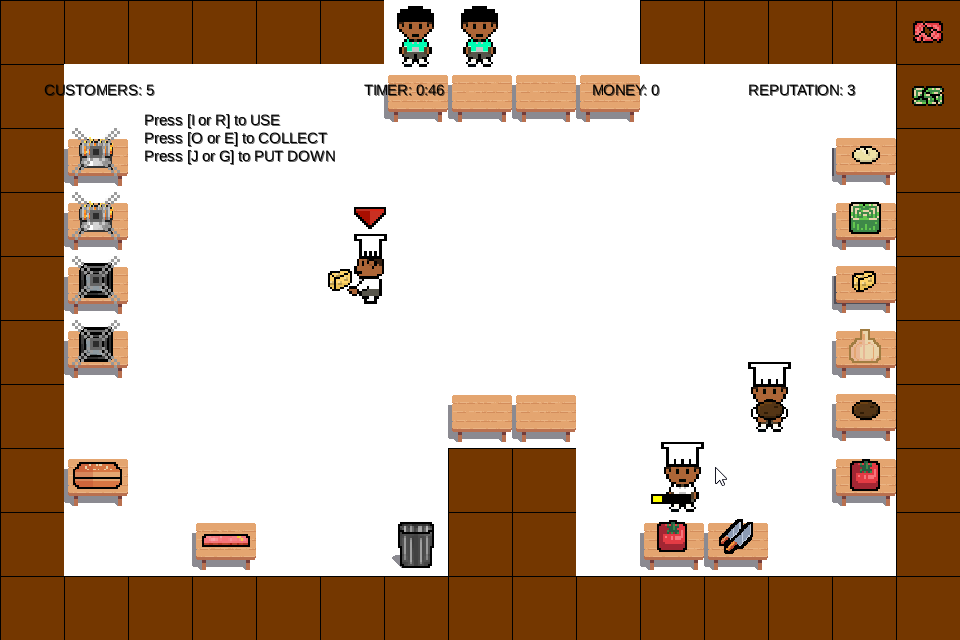 CUSTOMERS: 5 TIMER: 0:46 MONEY: 0 REPUTATION: 3
Press [I or R] to USE
Press [O or E] to COLLECT
Press [J or G] to PUT DOWN